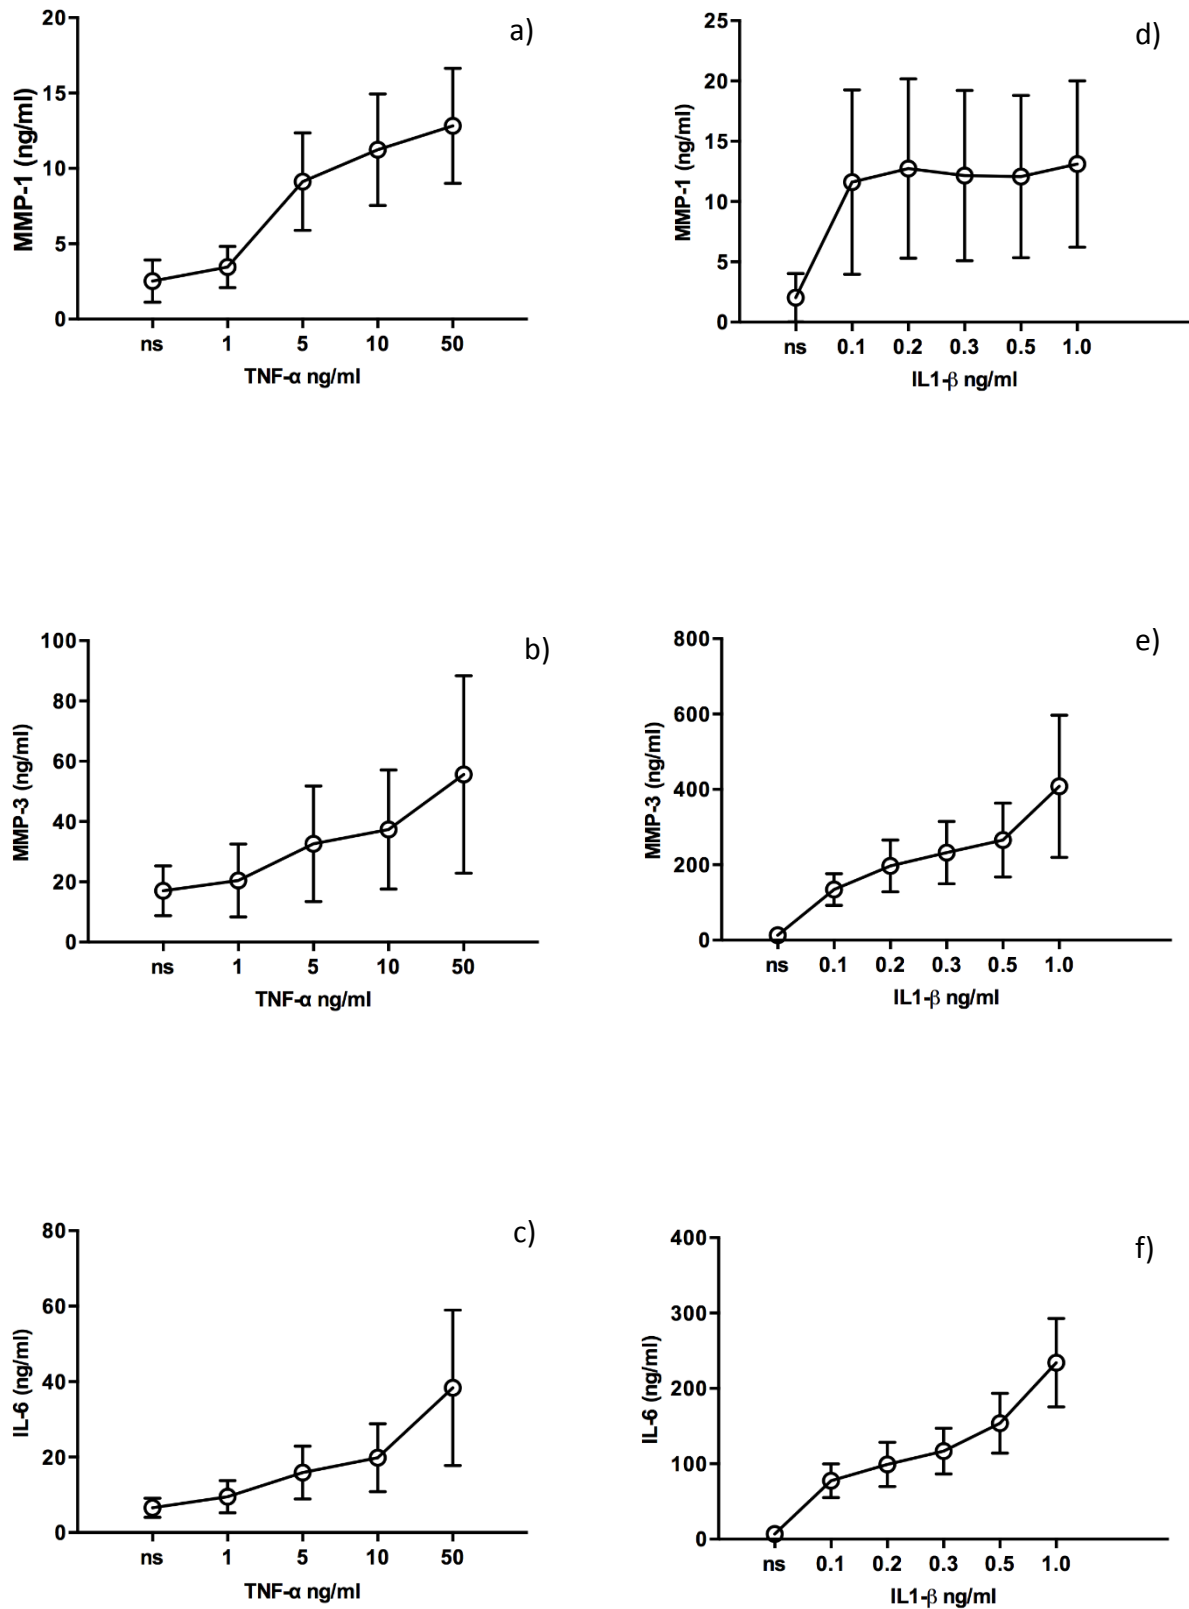 a)
20
15
10
5
0
MMP-1 (ng/ml)
ns 1 5 10 50
TNF-α ng/ml
d)
25
20
15
10
5
0
MMP-1 (ng/ml)
ns 0.1 0.2 0.3 0.5 1.0
IL1-β ng/ml
b)
100
80
60
40
20
0
MMP-3 (ng/ml)
ns 1 5 10 50
TNF-α ng/ml
e)
800
600
400
200
0
MMP-3 (ng/ml)
ns 0.1 0.2 0.3 0.5 1.0
IL1-β ng/ml
c)
80
60
40
20
0
IL-6 (ng/ml)
ns 1 5 10 50
TNF-α ng/ml
f)
400
300
200
100
0
IL-6 (ng/ml)
ns 0.1 0.2 0.3 0.5 1.0
IL1-β ng/ml